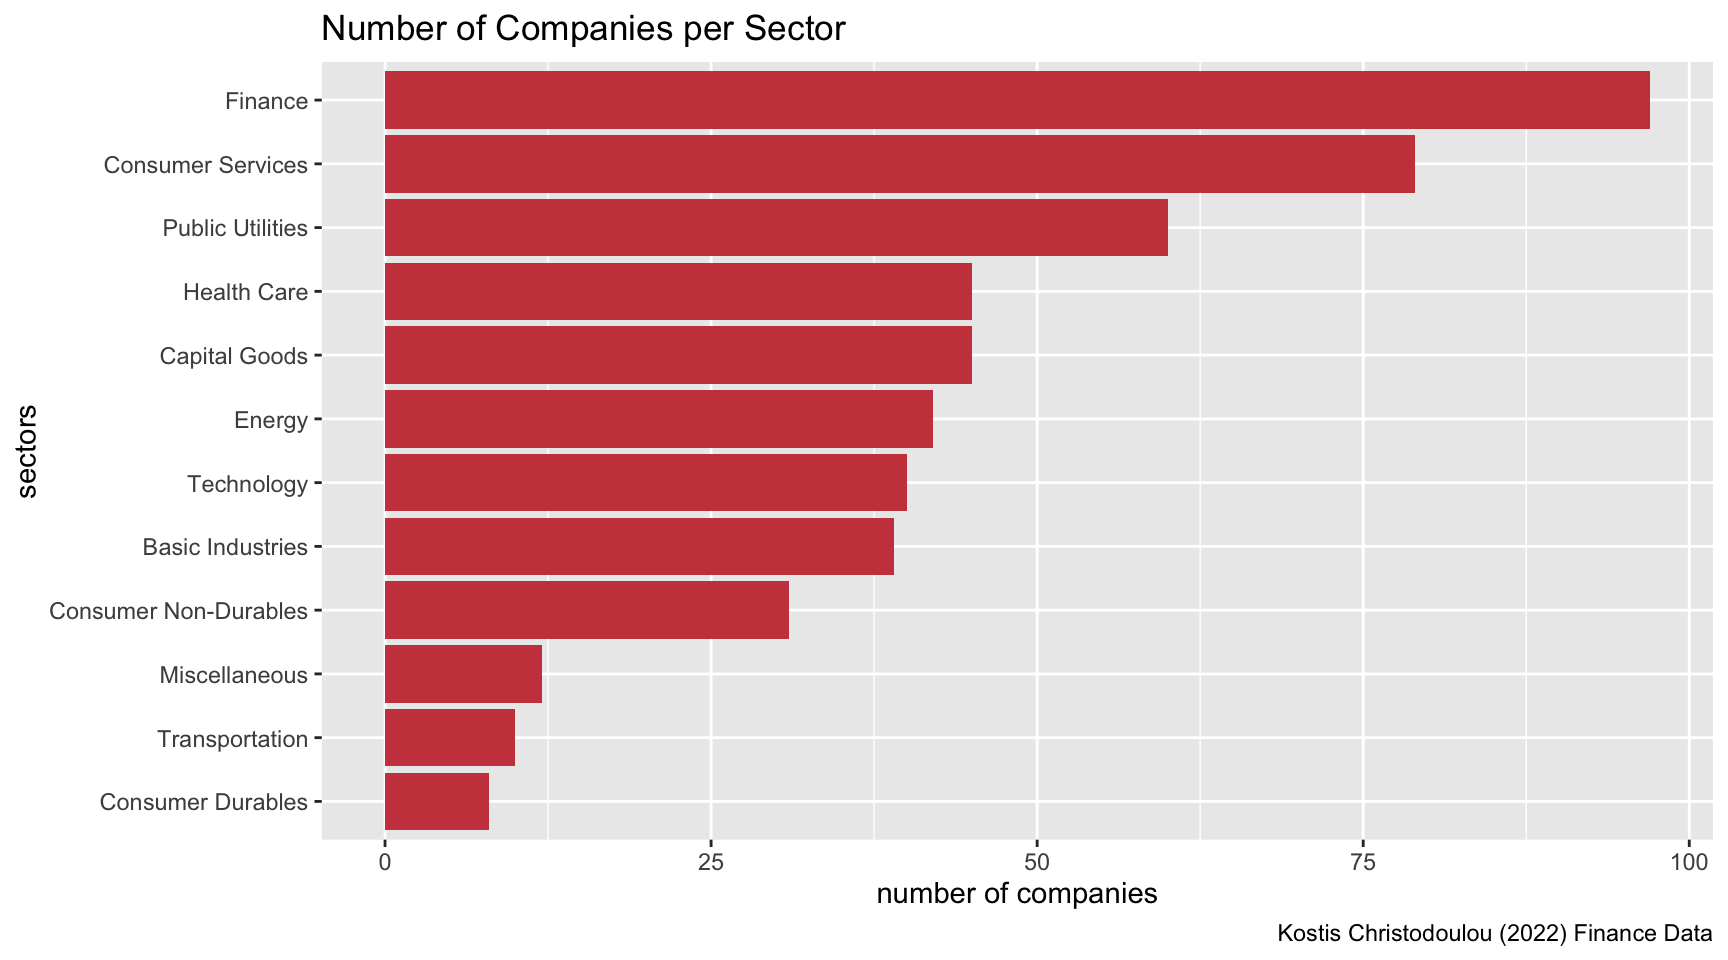 Number of Companies per Sector
Finance
Consumer Services
Public Utilities
Health Care
Capital Goods
Energy
Technology
Basic Industries
Consumer Non-Durables
Miscellaneous
Transportation
Consumer Durables
sectors
0 25 50 75 100
number of companies
Kostis Christodoulou (2022) Finance Data